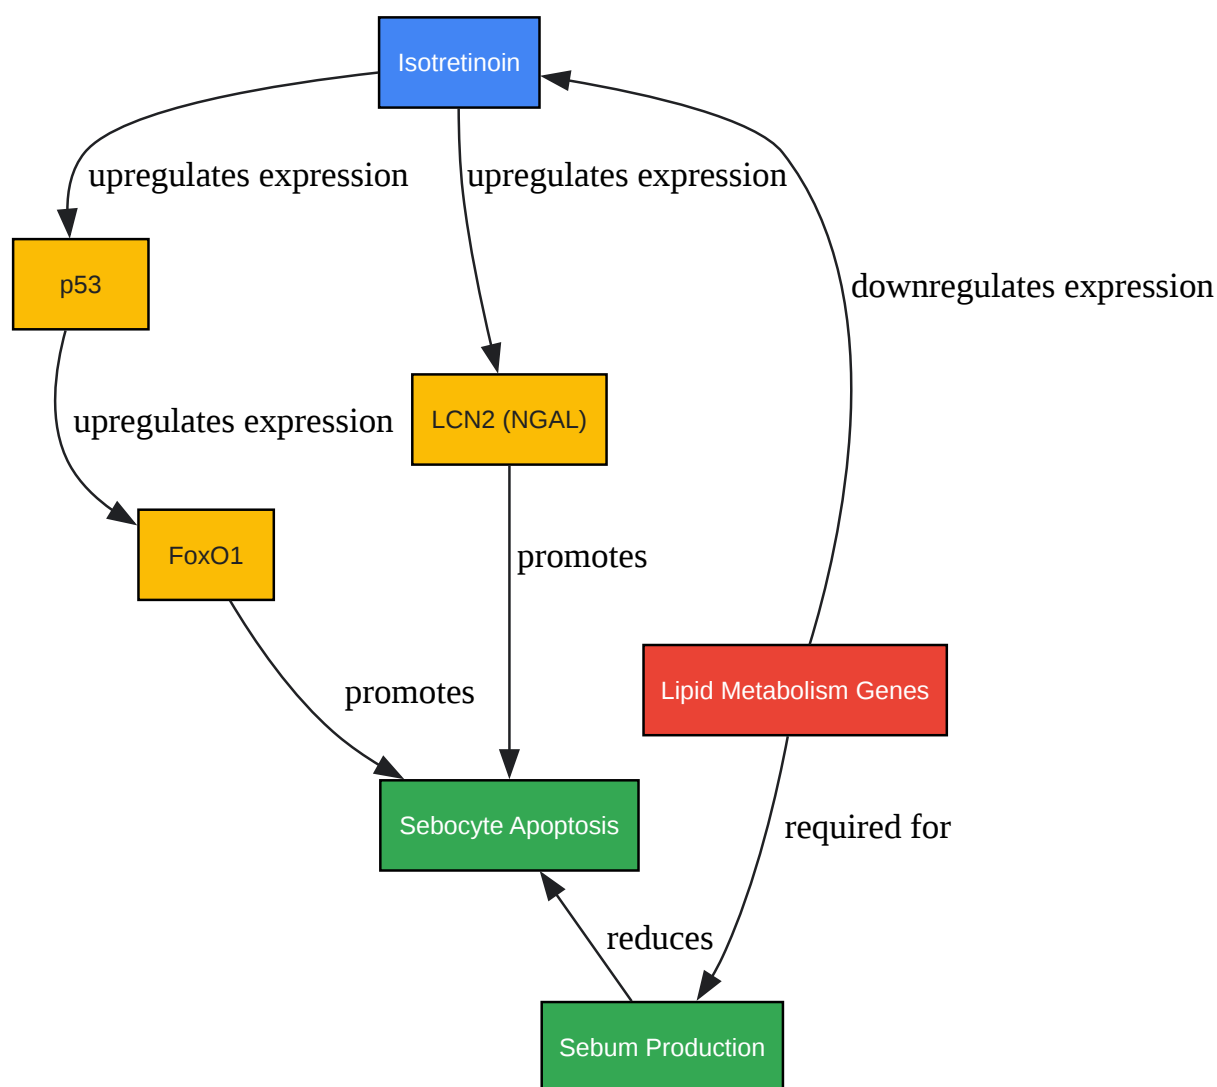 Isotretinoin
upregulates expression
upregulates expression
p53
downregulates expression
upregulates expression
LCN2 (NGAL)
FoxO1
promotes
promotes
Lipid Metabolism Genes
Sebocyte Apoptosis
required for
reduces
Sebum Production